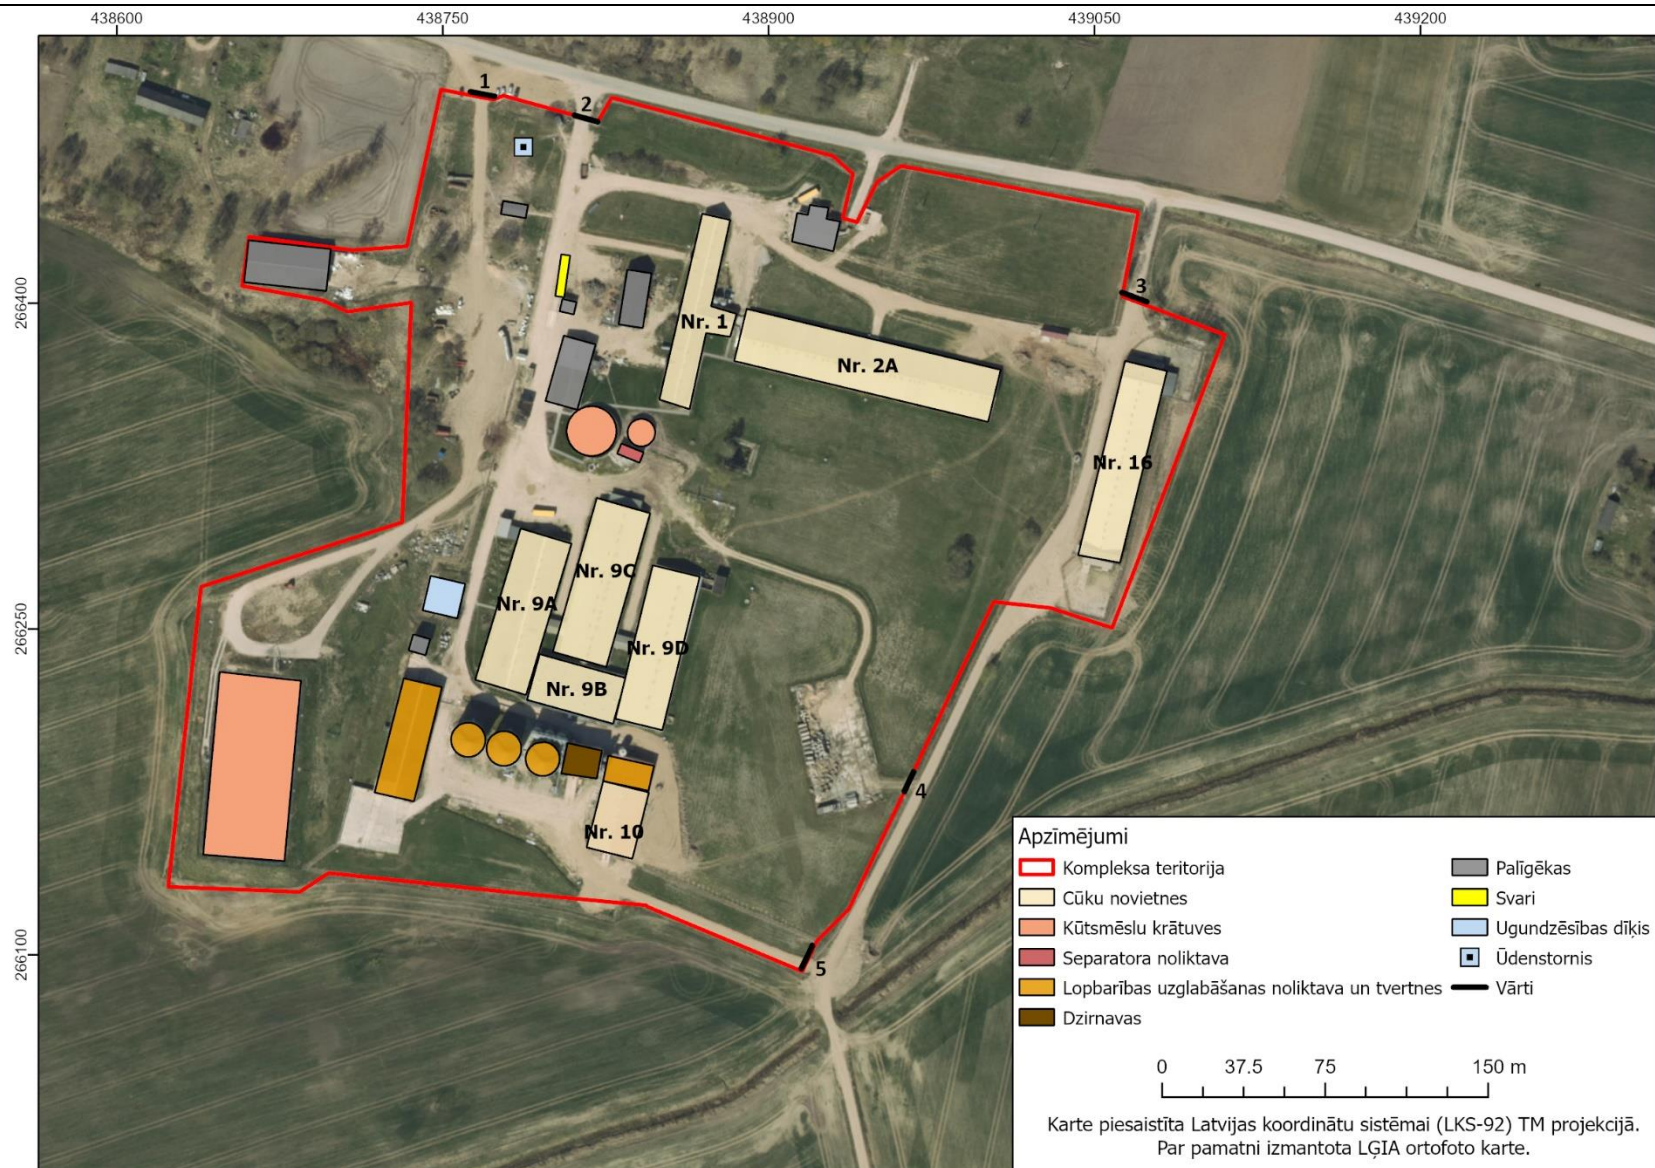 438600 438750 438900 439050 439200
1
2
3
266400
Nr. 1
Nr. 2A
Nr. 16
Nr. 9C
Nr. 9A
266250
Nr. 9D
Nr. 9B
4
Nr. 10
266100
5
Apzīmējumi
Kompleksa teritorija
Cūku novietnes
Kūtsmēslu krātuves
Separatora noliktava
Lopbarības uzglabāšanas noliktava un tvertnes
Dzirnavas
Palīgēkas
Svari
Ugundzēsības dīķis
Ūdenstornis
Vārti
0 37.5 75 150 m
Karte piesaistīta Latvijas koordinātu sistēmai (LKS-92) TM projekcijā.
Par pamatni izmantota LĢIA ortofoto karte.